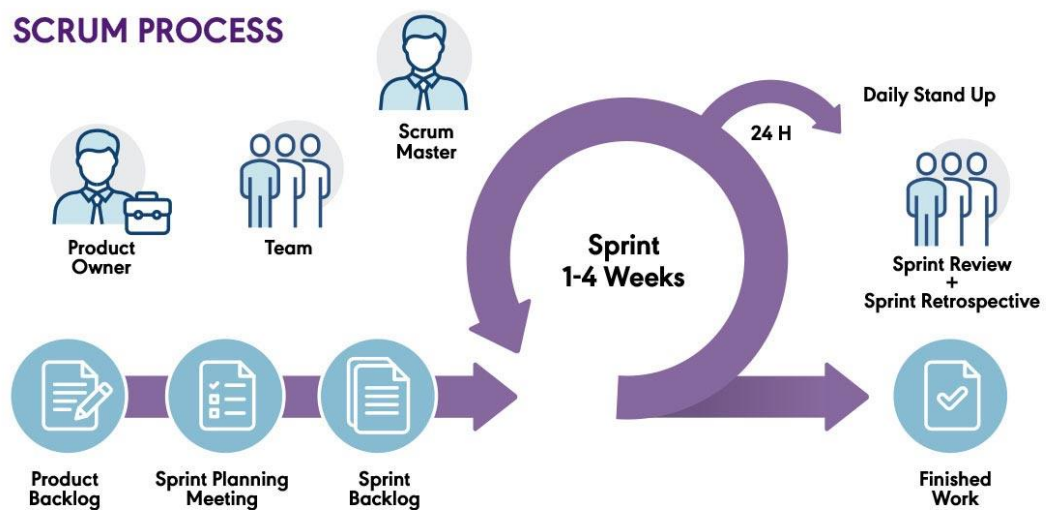 SCRUM PROCESS
Scrum
Master
Product
Owner
Team
Daily Stand Up
24 H
Sprint
1-4 Weeks
Sprint Review
+
Sprint Retrospective
Product
Backlog
Sprint Planning
Meeting
Sprint
Backlog
Finished
Work